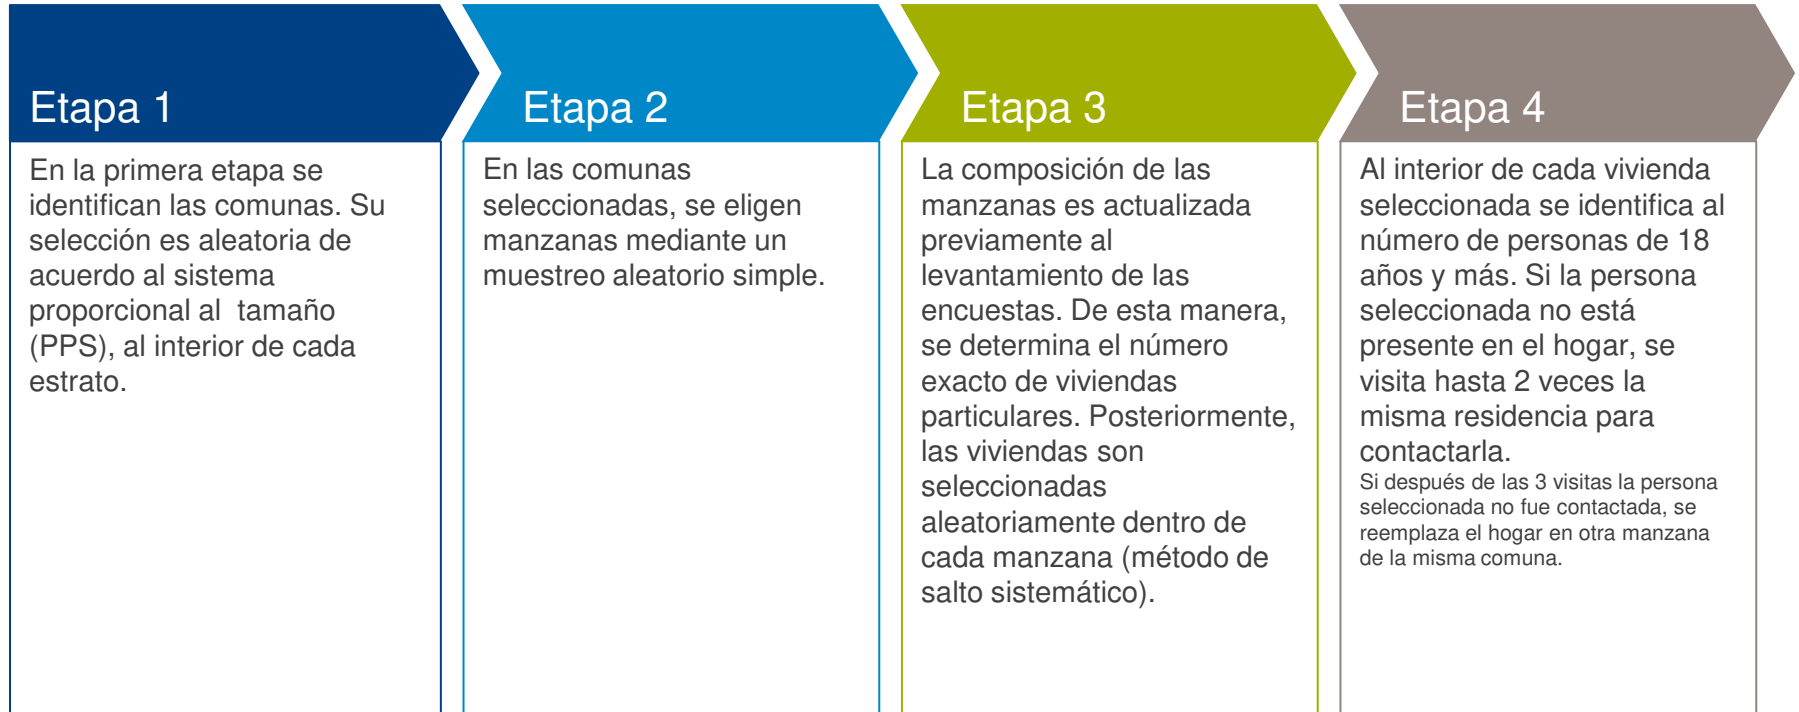 Etapa 1
En la primera etapa se
identifican las comunas. Su
selección es aleatoria de
acuerdo al sistema
proporcional al  tamaño
(PPS), al interior de cada
estrato.
Etapa 2
En las comunas
seleccionadas, se eligen
manzanas mediante un
muestreo aleatorio simple.
Etapa 3
La composición de las
manzanas es actualizada
previamente al
levantamiento de las
encuestas. De esta manera,
se determina el número
exacto de viviendas
particulares. Posteriormente,
las viviendas son
seleccionadas
aleatoriamente dentro de
cada manzana (método de
salto sistemático).
Etapa 4
Al interior de cada vivienda
seleccionada se identifica al
número de personas de 18
años y más. Si la persona
seleccionada no está
presente en el hogar, se
visita hasta 2 veces la
misma residencia para
contactarla.
Si después de las 3 visitas la persona
seleccionada no fue contactada, se
reemplaza el hogar en otra manzana
de la misma comuna.